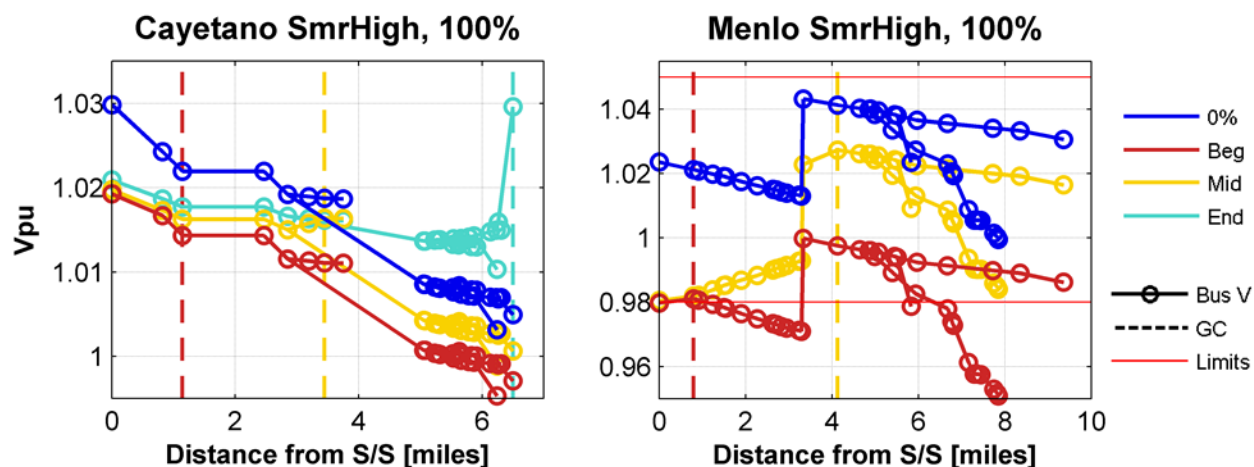 Cayetano SmrHigh, 100%
Vpu
1.03
1.02
1.01
1
0
2
4
6
Distance from S/S [miles]
Menlo SmrHigh, 100%
1.04
1.02
1
0.98
0.96
0
2
4
6
8
10
Distance from S/S [miles]
0%
Beg
Mid
End
Bus V
GC
Limits